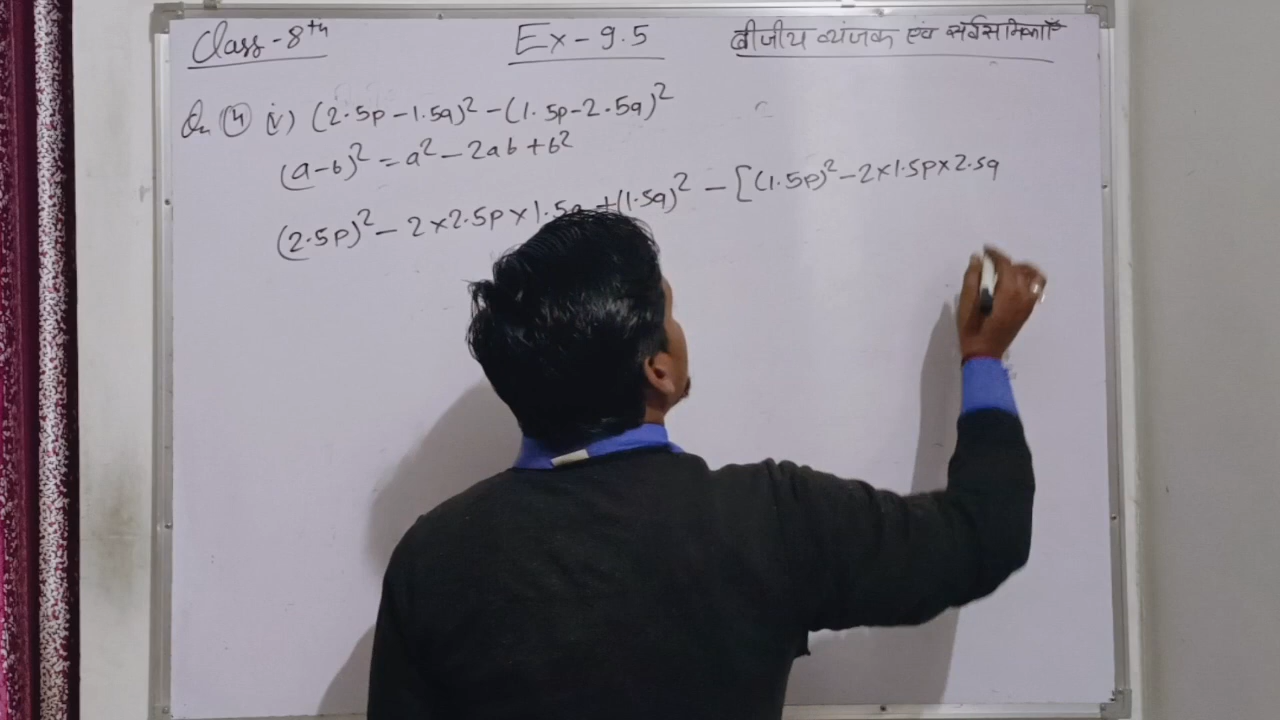 Class-8th
Ex-9.5
बीजीय व्यंजक एवं सर्वसमिकाएँ
Qn (4) (v) (2.5p-1.5q)² - (1.5p-2.5q)²
(a-b)² = a² - 2ab + b²
(2.5p)² - 2×2.5p×1.5q + (1.5q)² - [(1.5p)² - 2×1.5p×2.5q